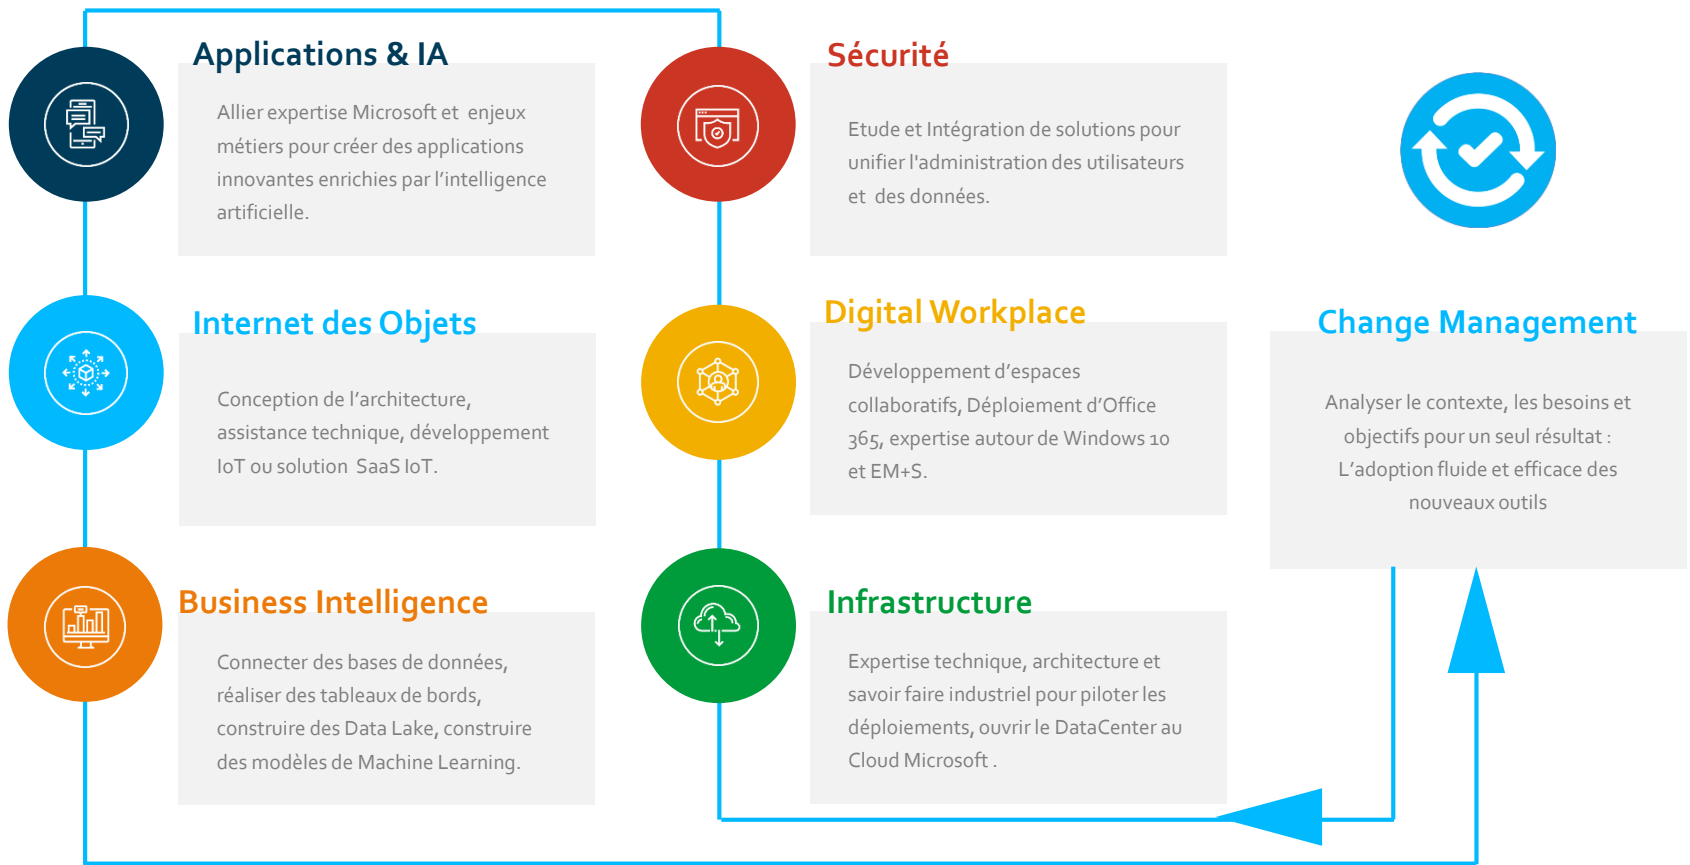 Applications & IA
Allier expertise Microsoft et enjeux
métiers pour créer des applications
innovantes enrichies par l’intelligence
artificielle.
Internet des Objets
Conception de l’architecture,
assistance technique, développement
IoT ou solution SaaS IoT.
Business Intelligence
Connecter des bases de données,
réaliser des tableaux de bords,
construire des Data Lake, construire
des modèles de Machine Learning.
Sécurité
Etude et Intégration de solutions pour
unifier l'administration des utilisateurs
et des données.
Digital Workplace
Développement d’espaces
collaboratifs, Déploiement d’Office
365, expertise autour de Windows 10
et EM+S.
Infrastructure
Expertise technique, architecture et
savoir faire industriel pour piloter les
déploiements, ouvrir le DataCenter au
Cloud Microsoft .
Change Management
Analyser le contexte, les besoins et
objectifs pour un seul résultat :
L’adoption fluide et efficace des
nouveaux outils